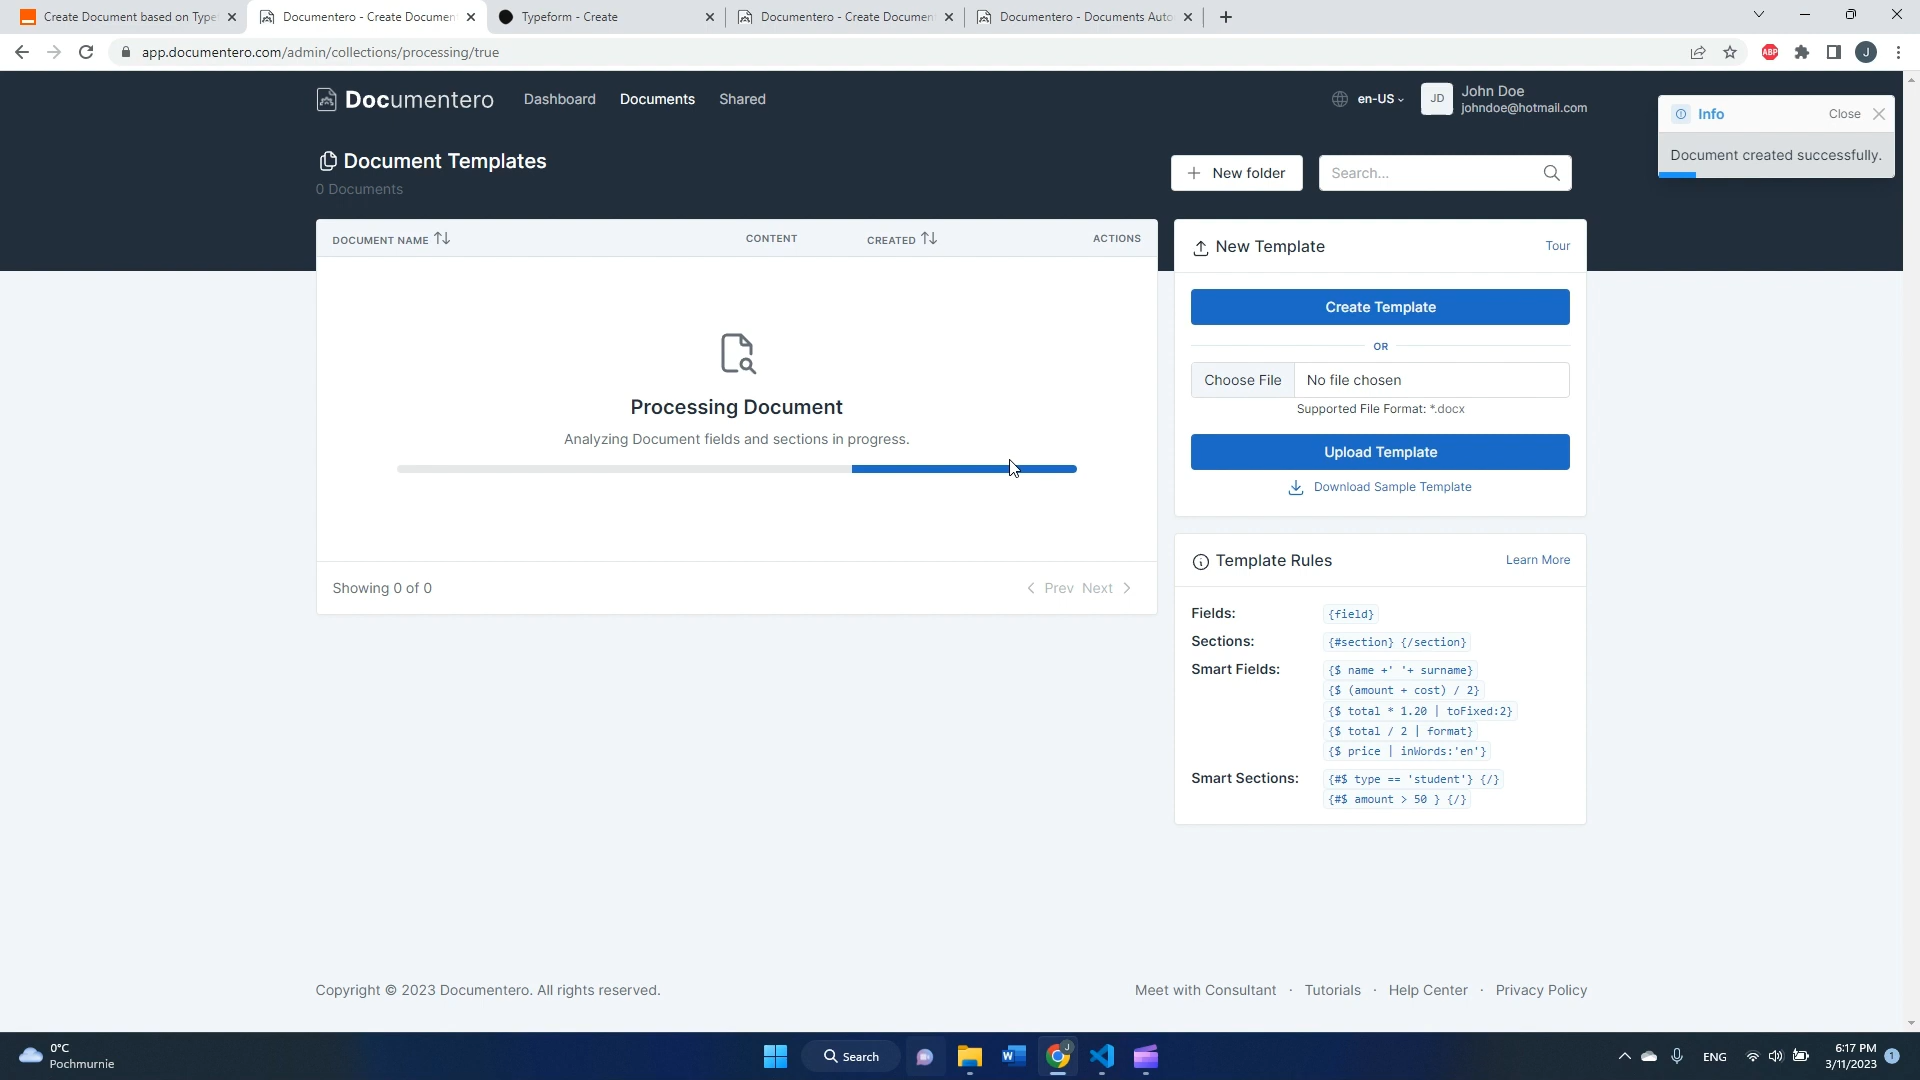 Create Document based on Type
Documentero - Create Documen
Typeform - Create
Documentero - Create Documen
Documentero - Documents Auto
app.documentero.com/admin/collections/processing/true
ABP
J
Documentero
Dashboard
Documents
Shared
en-US
JD
John Doe
johndoe@hotmail.com
Info
Close
Document created successfully.
Document Templates
0 Documents
New folder
Search...
DOCUMENT NAME
CONTENT
CREATED
ACTIONS
Processing Document
Analyzing Document fields and sections in progress.
Showing 0 of 0
Prev Next
New Template
Tour
Create Template
OR
Choose File
No file chosen
Supported File Format: *.docx
Upload Template
Download Sample Template
Template Rules
Learn More
Fields:
{field}
Sections:
{#section} {/section}
Smart Fields:
{$ name +' '+ surname}
{$ (amount + cost) / 2}
{$ total * 1.20 | toFixed:2}
{$ total / 2 | format}
{$ price | inWords:'en'}
Smart Sections:
{#$ type == 'student'} {/}
{#$ amount > 50 } {/}
Copyright © 2023 Documentero. All rights reserved.
Meet with Consultant · Tutorials · Help Center · Privacy Policy
0°C
Pochmurnie
Search
W
J
ENG
6:17 PM
3/11/2023
1